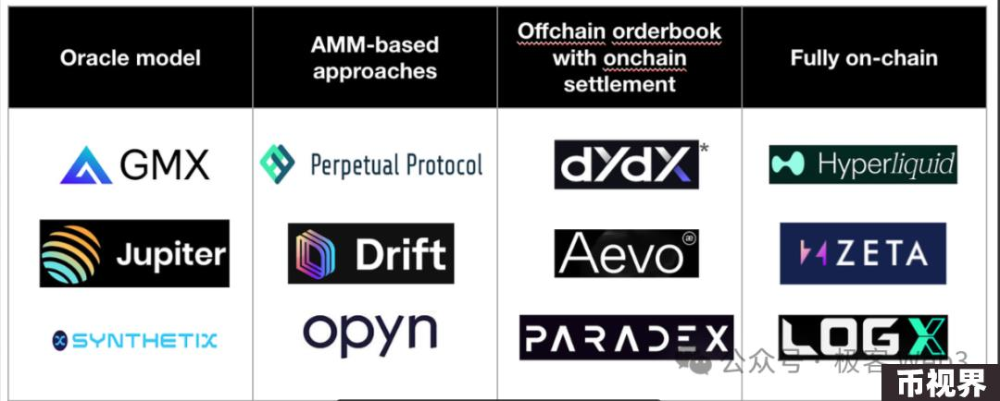 Oracle model
AMM-based
approaches
Offchain orderbook
with onchain
settlement
Fully on-chain
GMX
Perpetual Protocol
dYdX*
Hyperliquid
Jupiter
Drift
Aevo
æ
ZETA
SYNTHETIX
opyn
PARADEX
LOGX
公众号·极客 web3
币视界